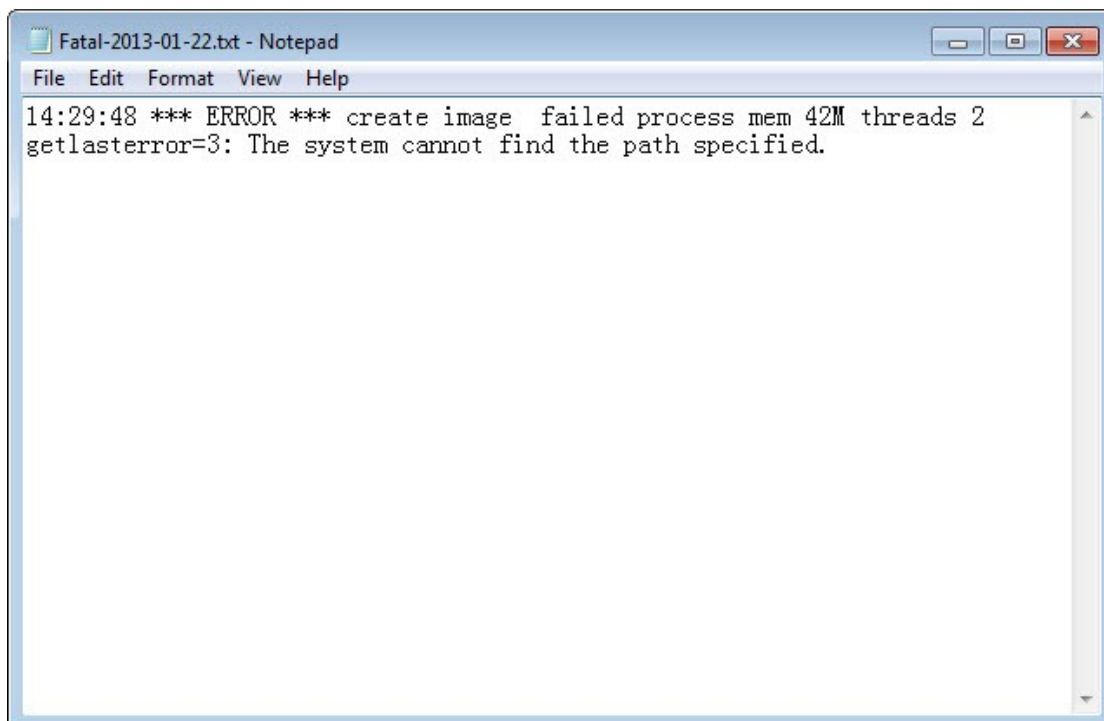 Fatal-2013-01-22.txt - Notepad
File Edit Format View Help
14:29:48 *** ERROR *** create image  failed process mem 42M threads 2
getlasterror=3: The system cannot find the path specified.